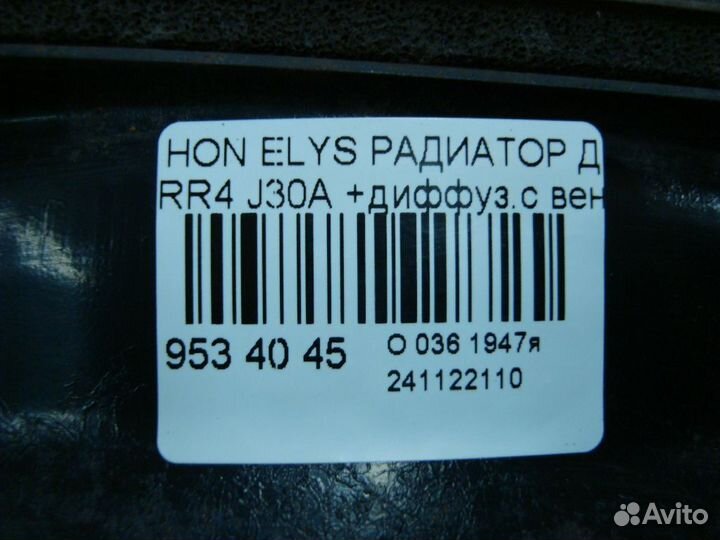 HON ELYS РАДИАТОР Д
RR4 J30A +диффуз.с вен
953 40 45
О 036 1947я
241122110
Avito